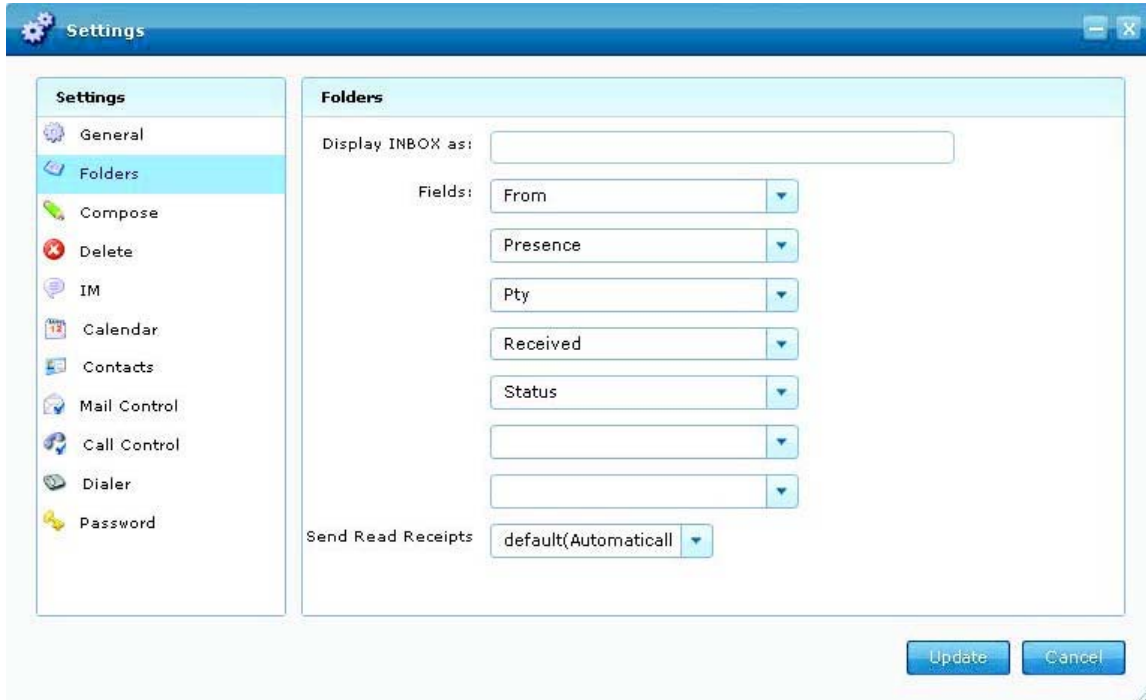 Settings
Settings
General
Folders
Compose
Delete
IM
Calendar
Contacts
Mail Control
Call Control
Dialer
Password
Folders
Display INBOX as:
Fields: From
Presence
Pty
Received
Status
Send Read Receipts default(Automaticall
Update Cancel